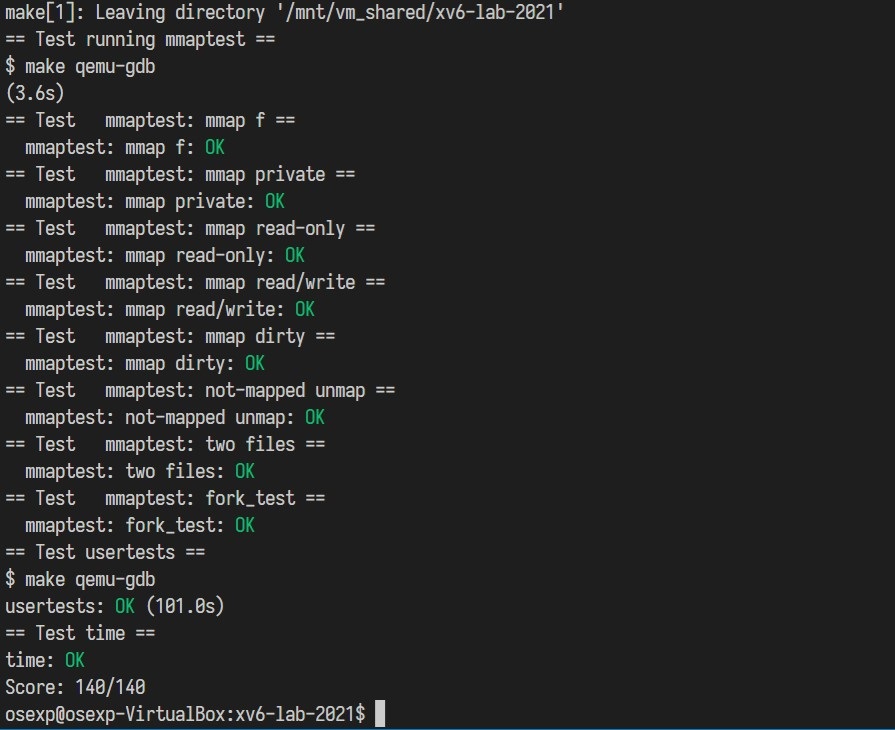 make[1]: Leaving directory '/mnt/vm_shared/xv6-lab-2021'
== Test running mmaptest ==
$ make qemu-gdb
(3.6s)
== Test   mmaptest: mmap f ==
  mmaptest: mmap f: OK
== Test   mmaptest: mmap private ==
  mmaptest: mmap private: OK
== Test   mmaptest: mmap read-only ==
  mmaptest: mmap read-only: OK
== Test   mmaptest: mmap read/write ==
  mmaptest: mmap read/write: OK
== Test   mmaptest: mmap dirty ==
  mmaptest: mmap dirty: OK
== Test   mmaptest: not-mapped unmap ==
  mmaptest: not-mapped unmap: OK
== Test   mmaptest: two files ==
  mmaptest: two files: OK
== Test   mmaptest: fork_test ==
  mmaptest: fork_test: OK
== Test usertests ==
$ make qemu-gdb
usertests: OK (101.0s)
== Test time ==
time: OK
Score: 140/140
osexp@osexp-VirtualBox:xv6-lab-2021$